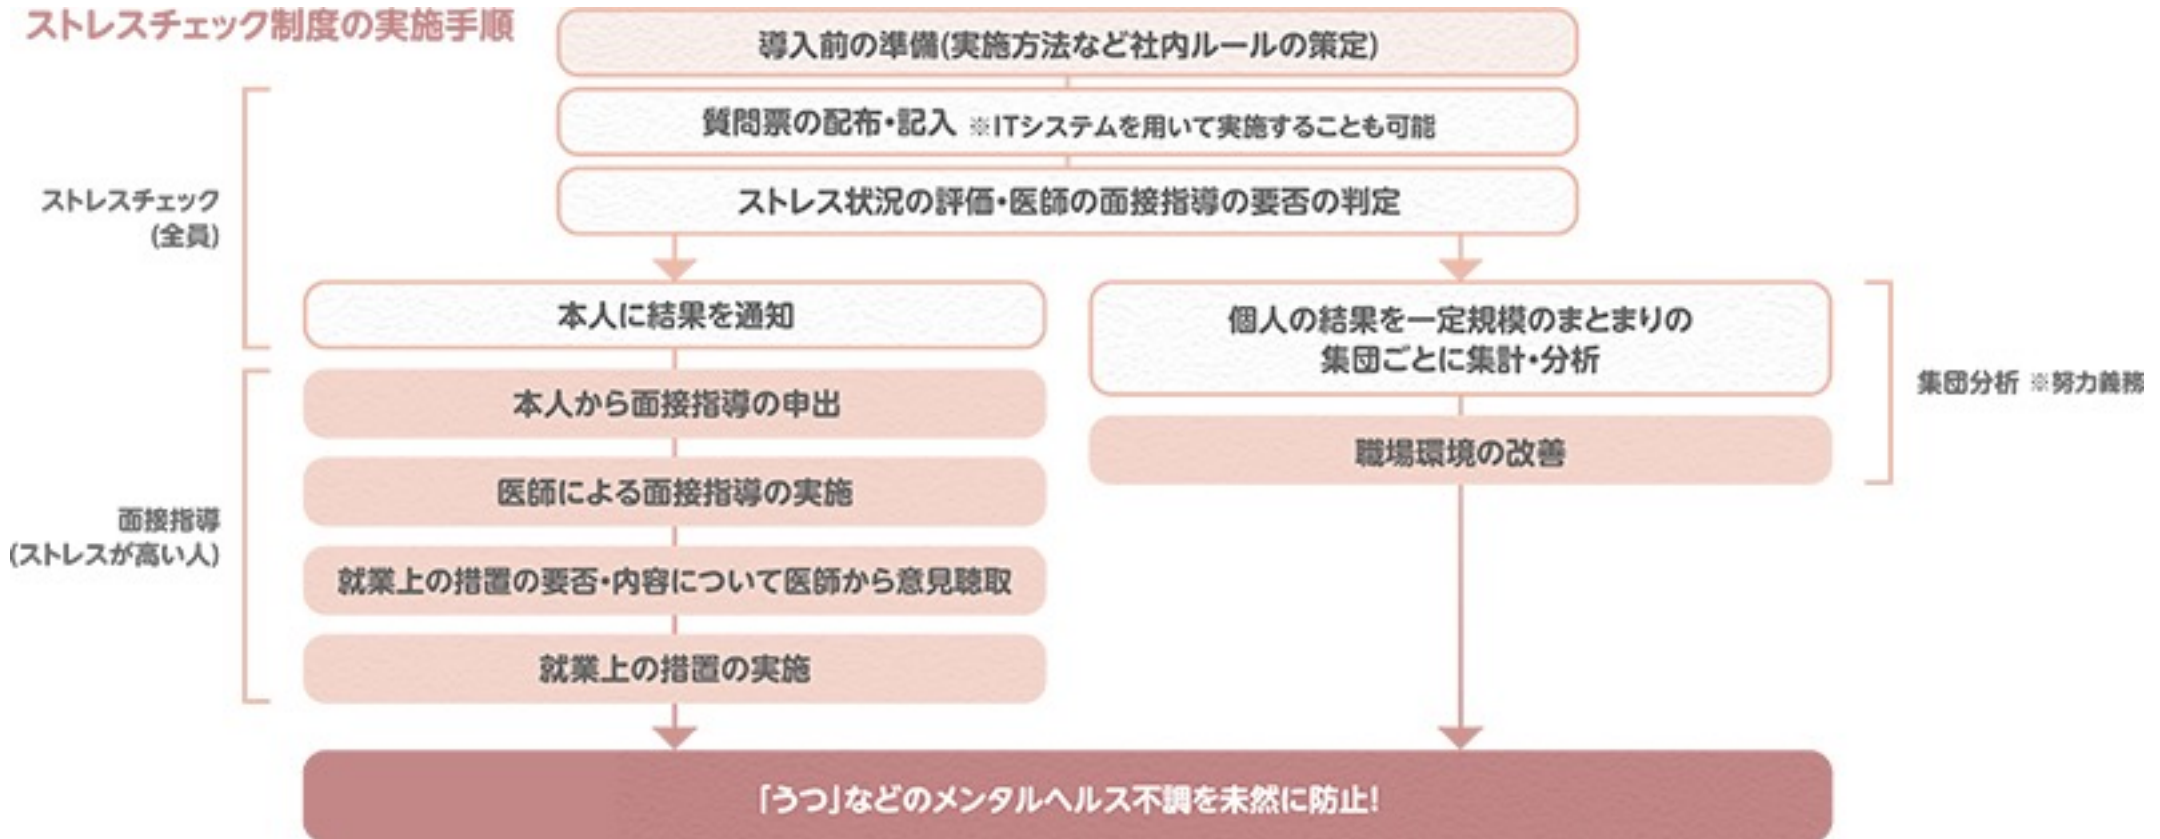 ストレスチェック制度の実施手順
導入前の準備(実施方法など社内ルールの策定)
質問票の配布・記入 ※ITシステムを用いて実施することも可能
ストレス状況の評価・医師の面接指導の要否の判定
ストレスチェック
(全員)
本人に結果を通知
個人の結果を一定規模のまとまりの
集団ごとに集計・分析
集団分析 ※努力義務
職場環境の改善
面接指導
(ストレスが高い人)
本人から面接指導の申出
医師による面接指導の実施
就業上の措置の要否・内容について医師から意見聴取
就業上の措置の実施
「うつ」などのメンタルヘルス不調を未然に防止!